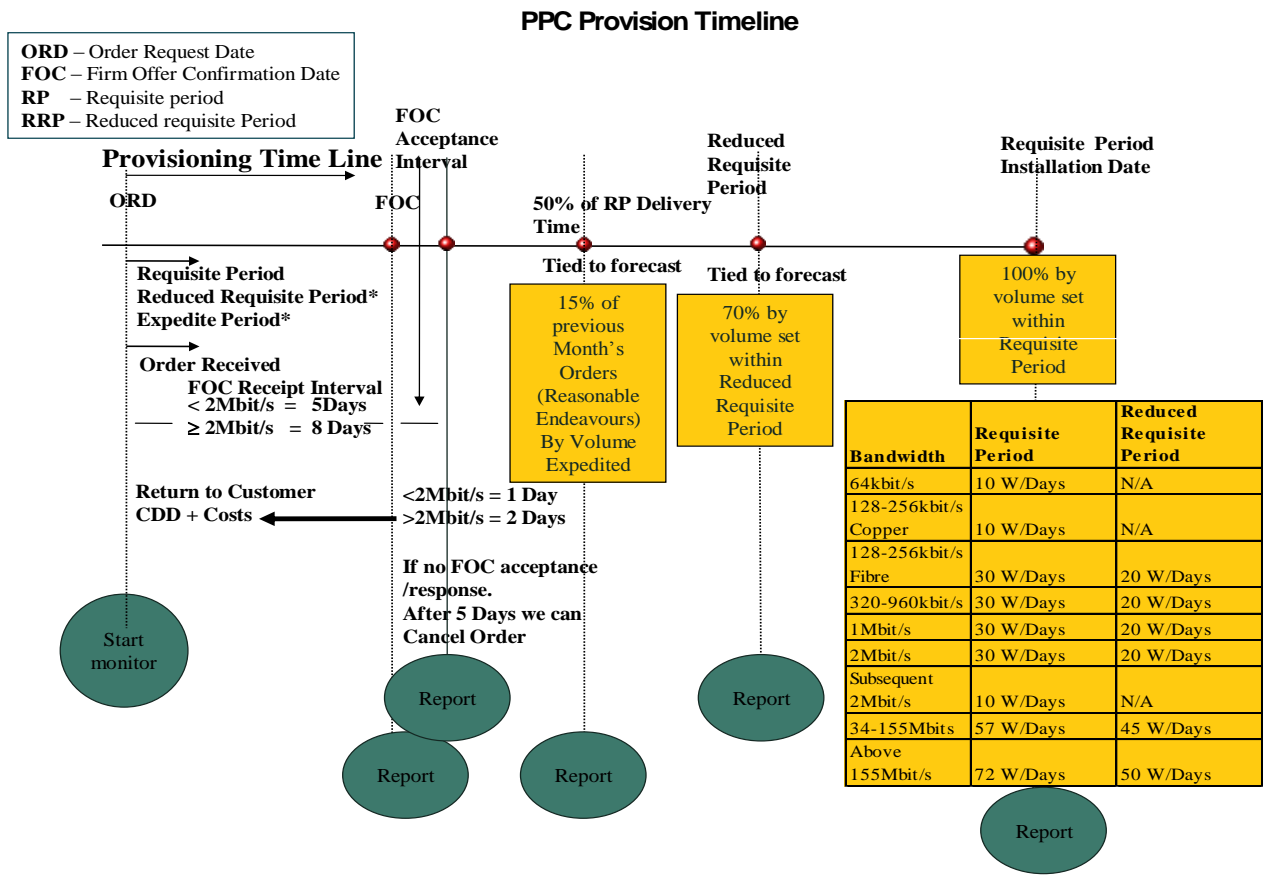 PPC Provision Timeline
ORD – Order Request Date
FOC – Firm Offer Confirmation Date
RP – Requisite period
RRP – Reduced requisite Period
Provisioning Time Line
ORD
FOC
Acceptance
Interval
FOC
50% of RP Delivery
Time
Reduced
Requisite
Period
Requisite Period
Installation Date
Requisite Period
Reduced Requisite Period*
Expedite Period*
Order Received
FOC Receipt Interval
< 2Mbit/s = 5Days
≥ 2Mbit/s = 8 Days
Return to Customer
CDD + Costs
<2Mbit/s = 1 Day
>2Mbit/s = 2 Days
If no FOC acceptance
/response.
After 5 Days we can
Cancel Order
Tied to forecast
15% of
previous
Month's
Orders
(Reasonable
Endeavours)
By Volume
Expedited
Tied to forecast
70% by
volume set
within
Reduced
Requisite
Period
100% by
volume set
within
Requisite
Period
Bandwidth Requisite Period Reduced Requisite Period
64kbit/s 10 W/Days N/A
128-256kbit/s Copper 10 W/Days N/A
128-256kbit/s Fibre 30 W/Days 20 W/Days
320-960kbit/s 30 W/Days 20 W/Days
1Mbit/s 30 W/Days 20 W/Days
2Mbit/s 30 W/Days 20 W/Days
Subsequent 2Mbit/s 10 W/Days N/A
34-155Mbits 57 W/Days 45 W/Days
Above 155Mbit/s 72 W/Days 50 W/Days
Start
monitor
Report
Report
Report
Report
Report